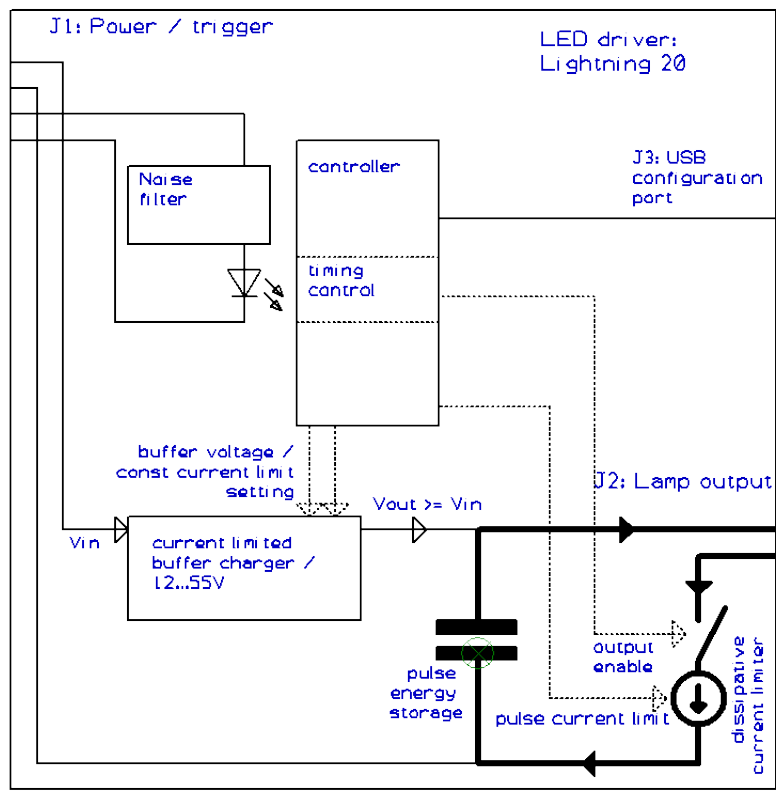 J1: Power / trigger
LED driver:
Lightning 20
controller
Noise
filter
J3: USB
configuration
port
timing
control
buffer voltage /
const current limit
setting
J2: Lamp output
Vout >= Vin
Vin
current limited
buffer charger /
12...55V
output
enable
pulse
energy
storage
pulse current limit
dissipative
current limiter